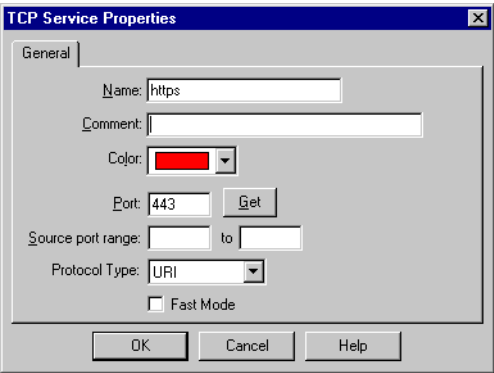 TCP Service Properties
General
Name: https
Comment:
Color:
Port: 443 Get
Source port range: to
Protocol Type: URI
Fast Mode
OK Cancel Help